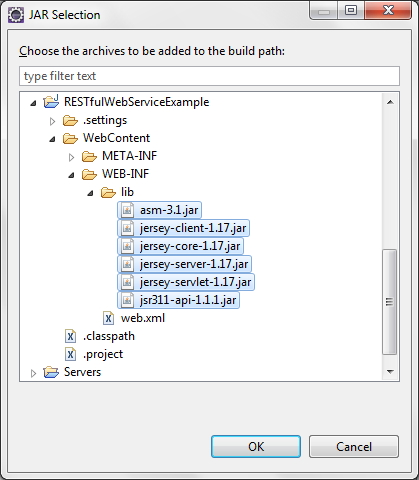 JAR Selection
Choose the archives to be added to the build path:
type filter text
RESTfulWebServiceExample
.settings
WebContent
META-INF
WEB-INF
lib
asm-3.1.jar
jersey-client-1.17.jar
jersey-core-1.17.jar
jersey-server-1.17.jar
jersey-servlet-1.17.jar
jsr311-api-1.1.1.jar
web.xml
.classpath
.project
Servers
OK
Cancel